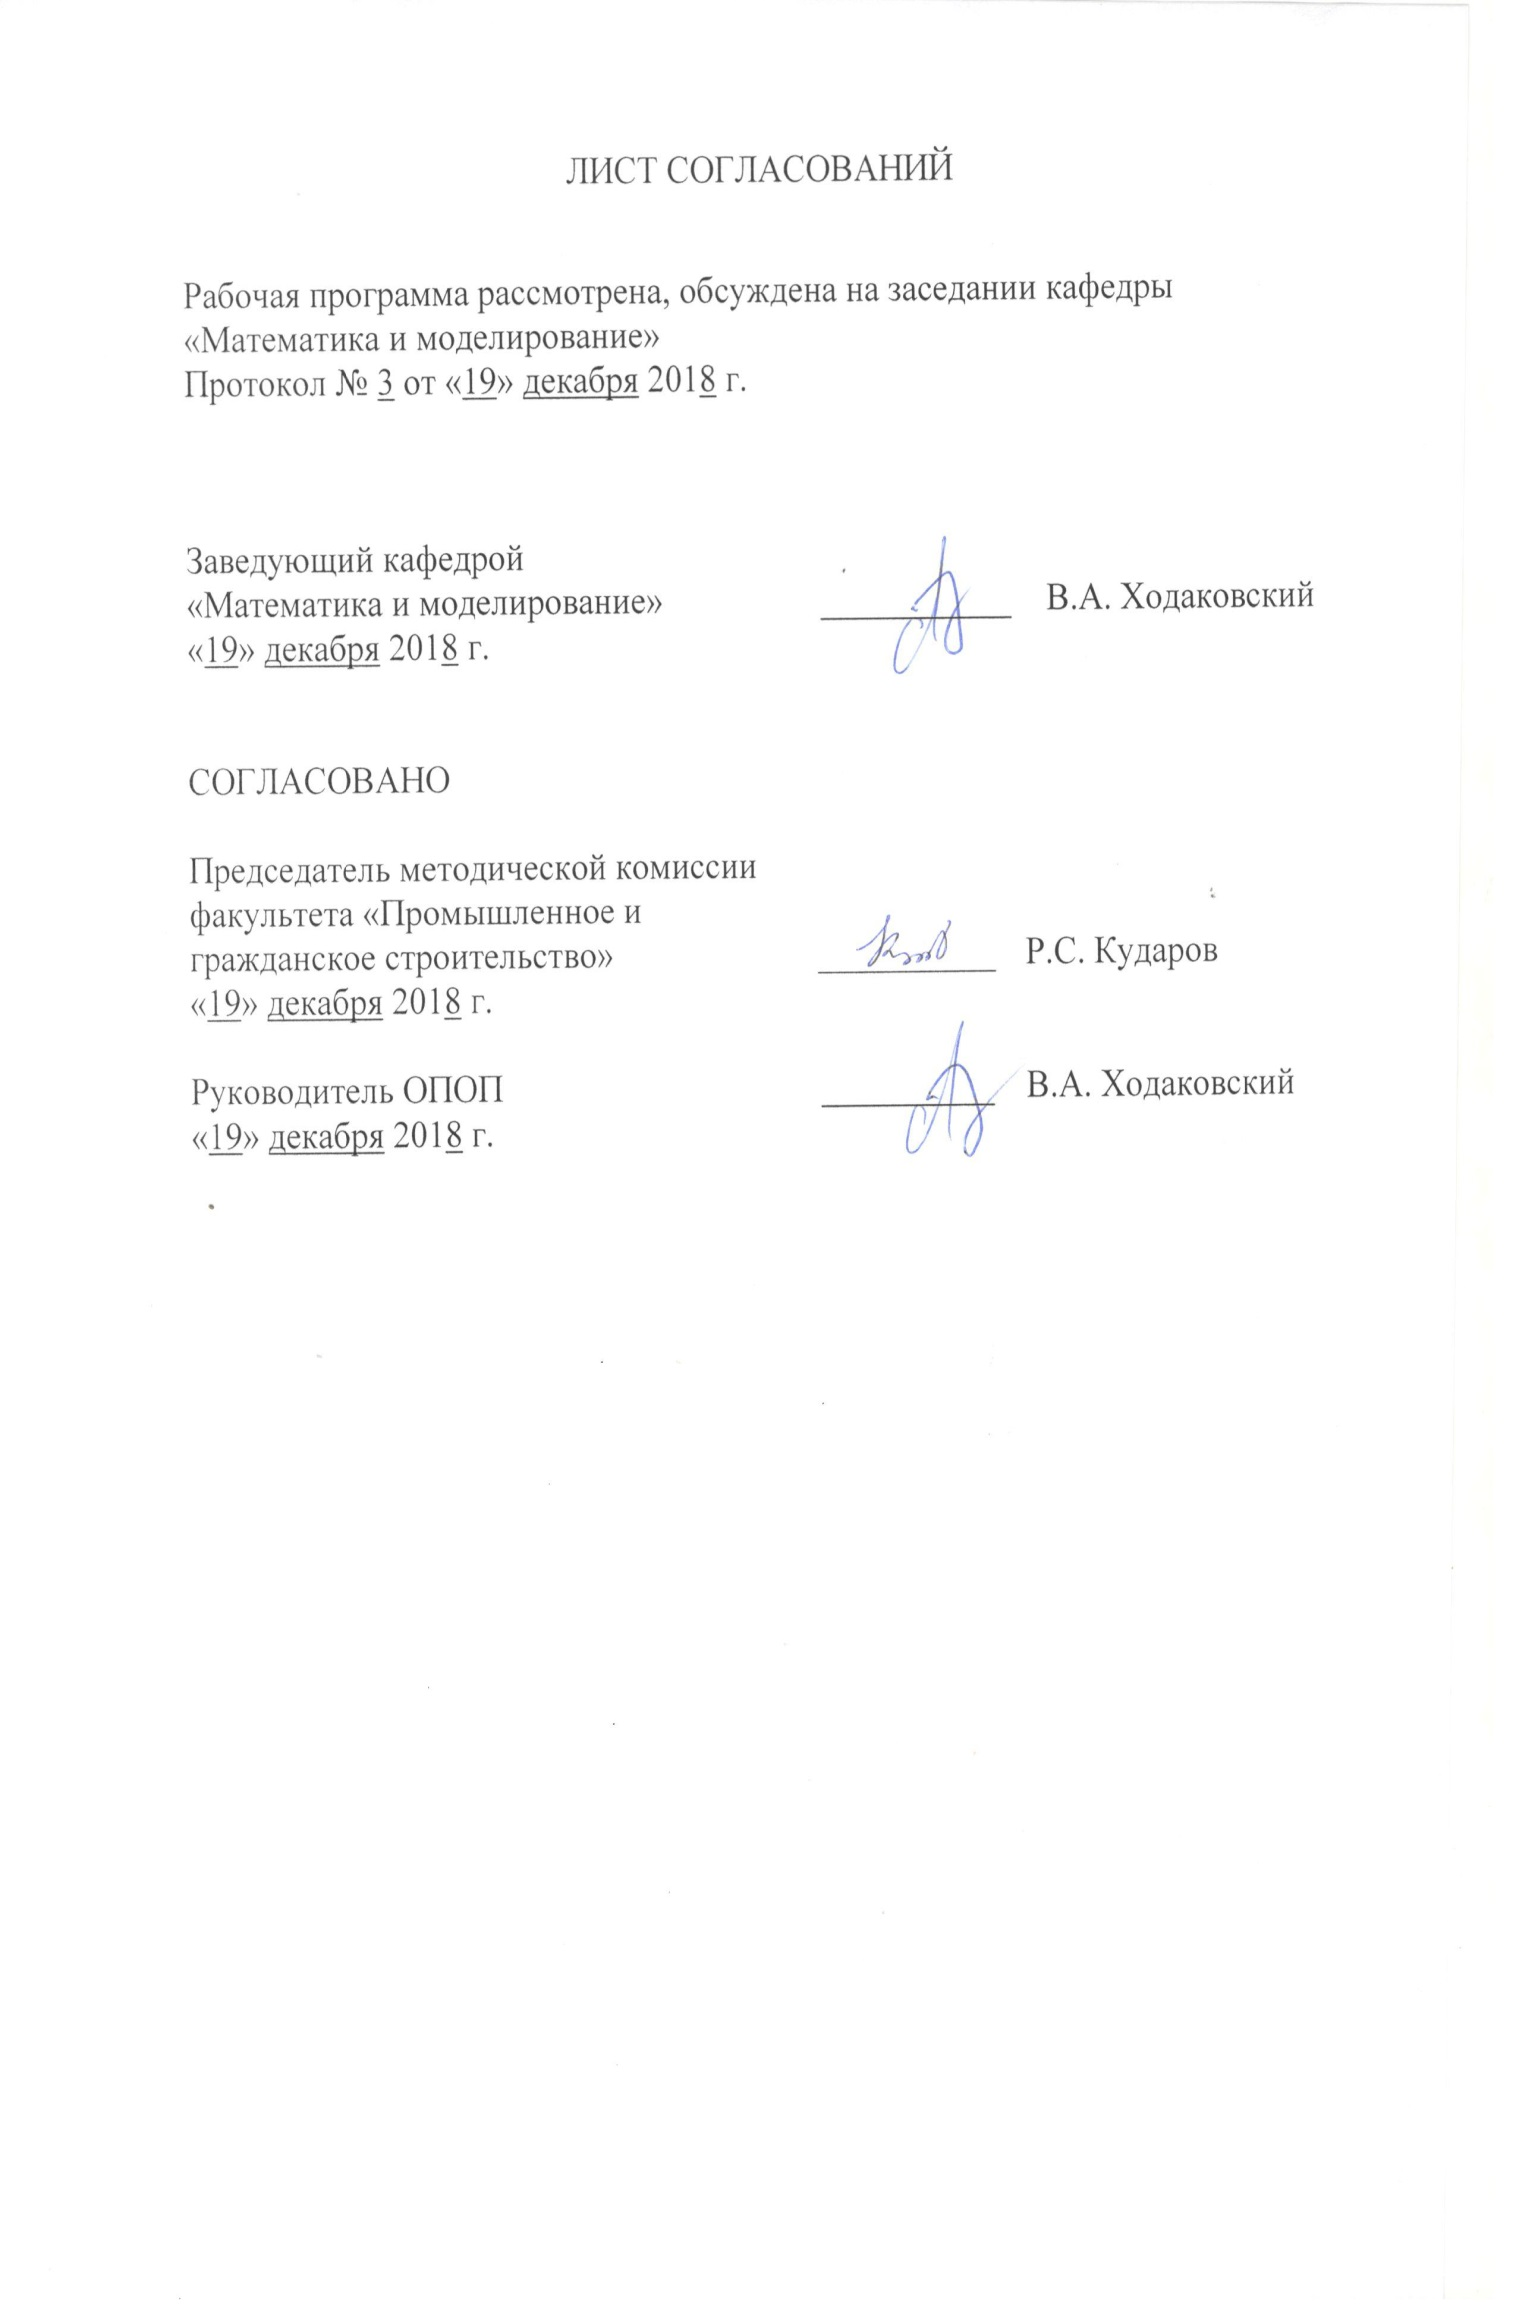 ЛИСТ СОГЛАСОВАНИЙ
Рабочая программа рассмотрена, обсуждена на заседании кафедры
«Математика и моделирование»
Протокол № 3 от «19» декабря 2018 г.
Заведующий кафедрой
«Математика и моделирование» В.А. Ходаковский
«19» декабря 2018 г.
СОГЛАСОВАНО
Председатель методической комиссии
факультета «Промышленное и
гражданское строительство» Р.С. Кударов
«19» декабря 2018 г.
Руководитель ОПОП В.А. Ходаковский
«19» декабря 2018 г.